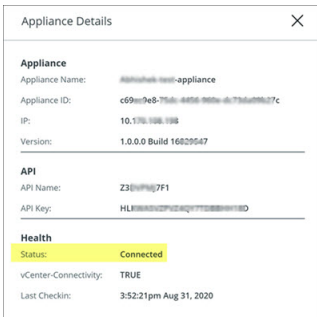 Appliance Details
Appliance
Appliance Name: -appliance
Appliance ID:
IP:
Version: 1.0.0.0 Build
API
API Name:
API Key:
Health
Status: Connected
vCenter-Connectivity: TRUE
Last Checkin: 3:52:21pm Aug 31, 2020